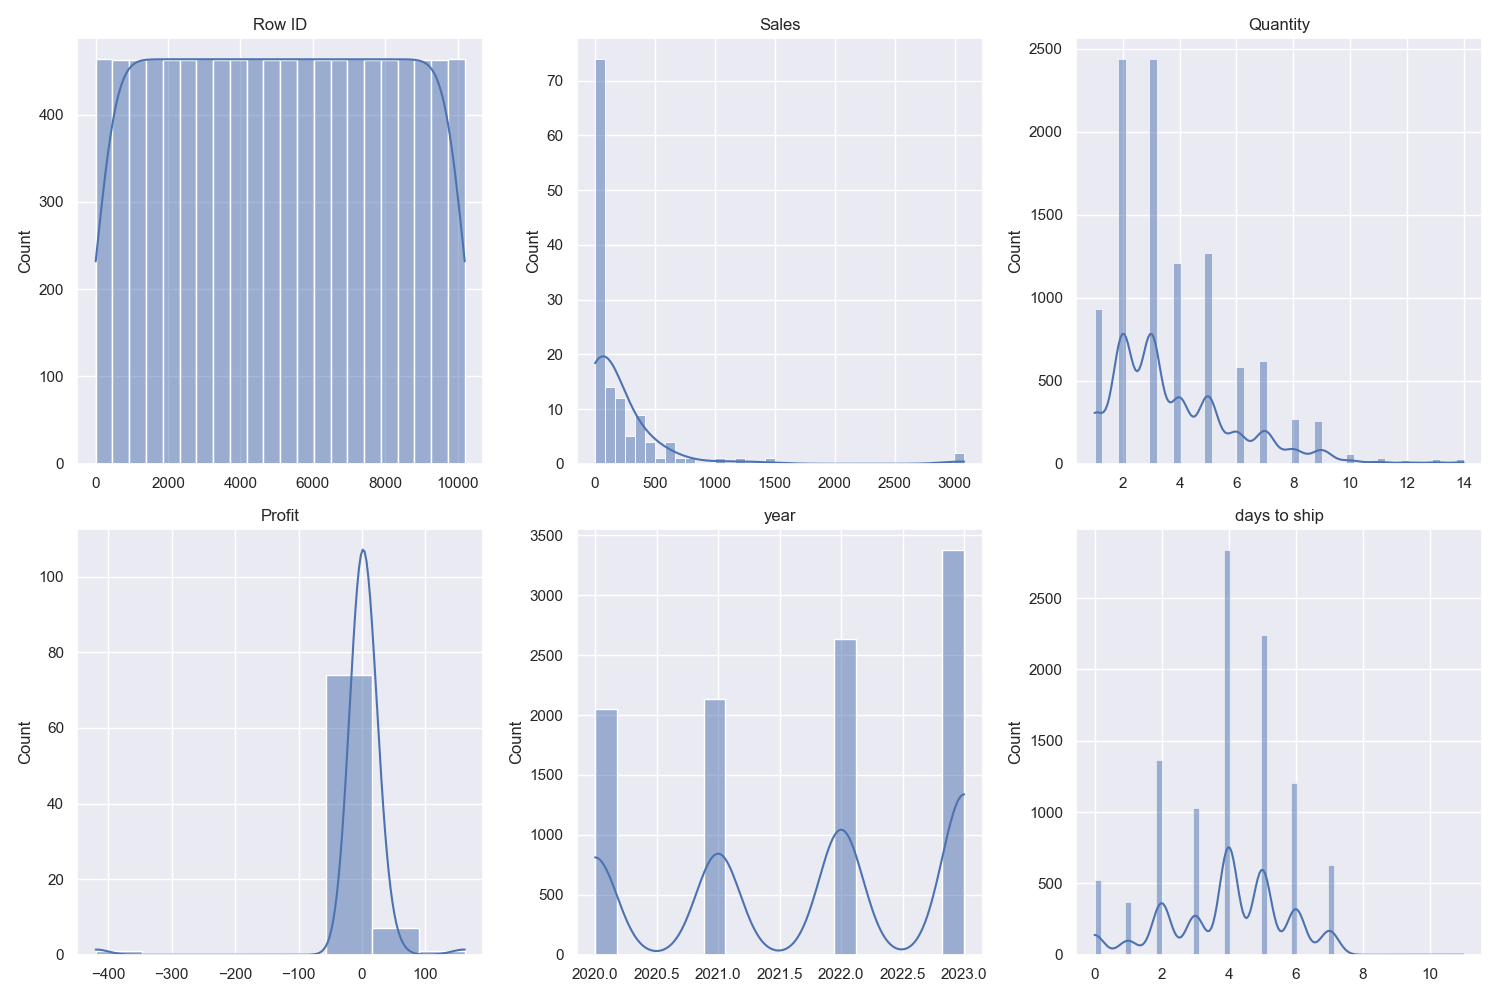 Row ID
Count
400
300
200
100
0
0 2000 4000 6000 8000 10000
Sales
Count
70
60
50
40
30
20
10
0
0 500 1000 1500 2000 2500 3000
Quantity
Count
2500
2000
1500
1000
500
0
2 4 6 8 10 12 14
Profit
Count
100
80
60
40
20
0
−400 −300 −200 −100 0 100
year
Count
3500
3000
2500
2000
1500
1000
500
0
2020.0 2020.5 2021.0 2021.5 2022.0 2022.5 2023.0
days to ship
Count
2500
2000
1500
1000
500
0
0 2 4 6 8 10